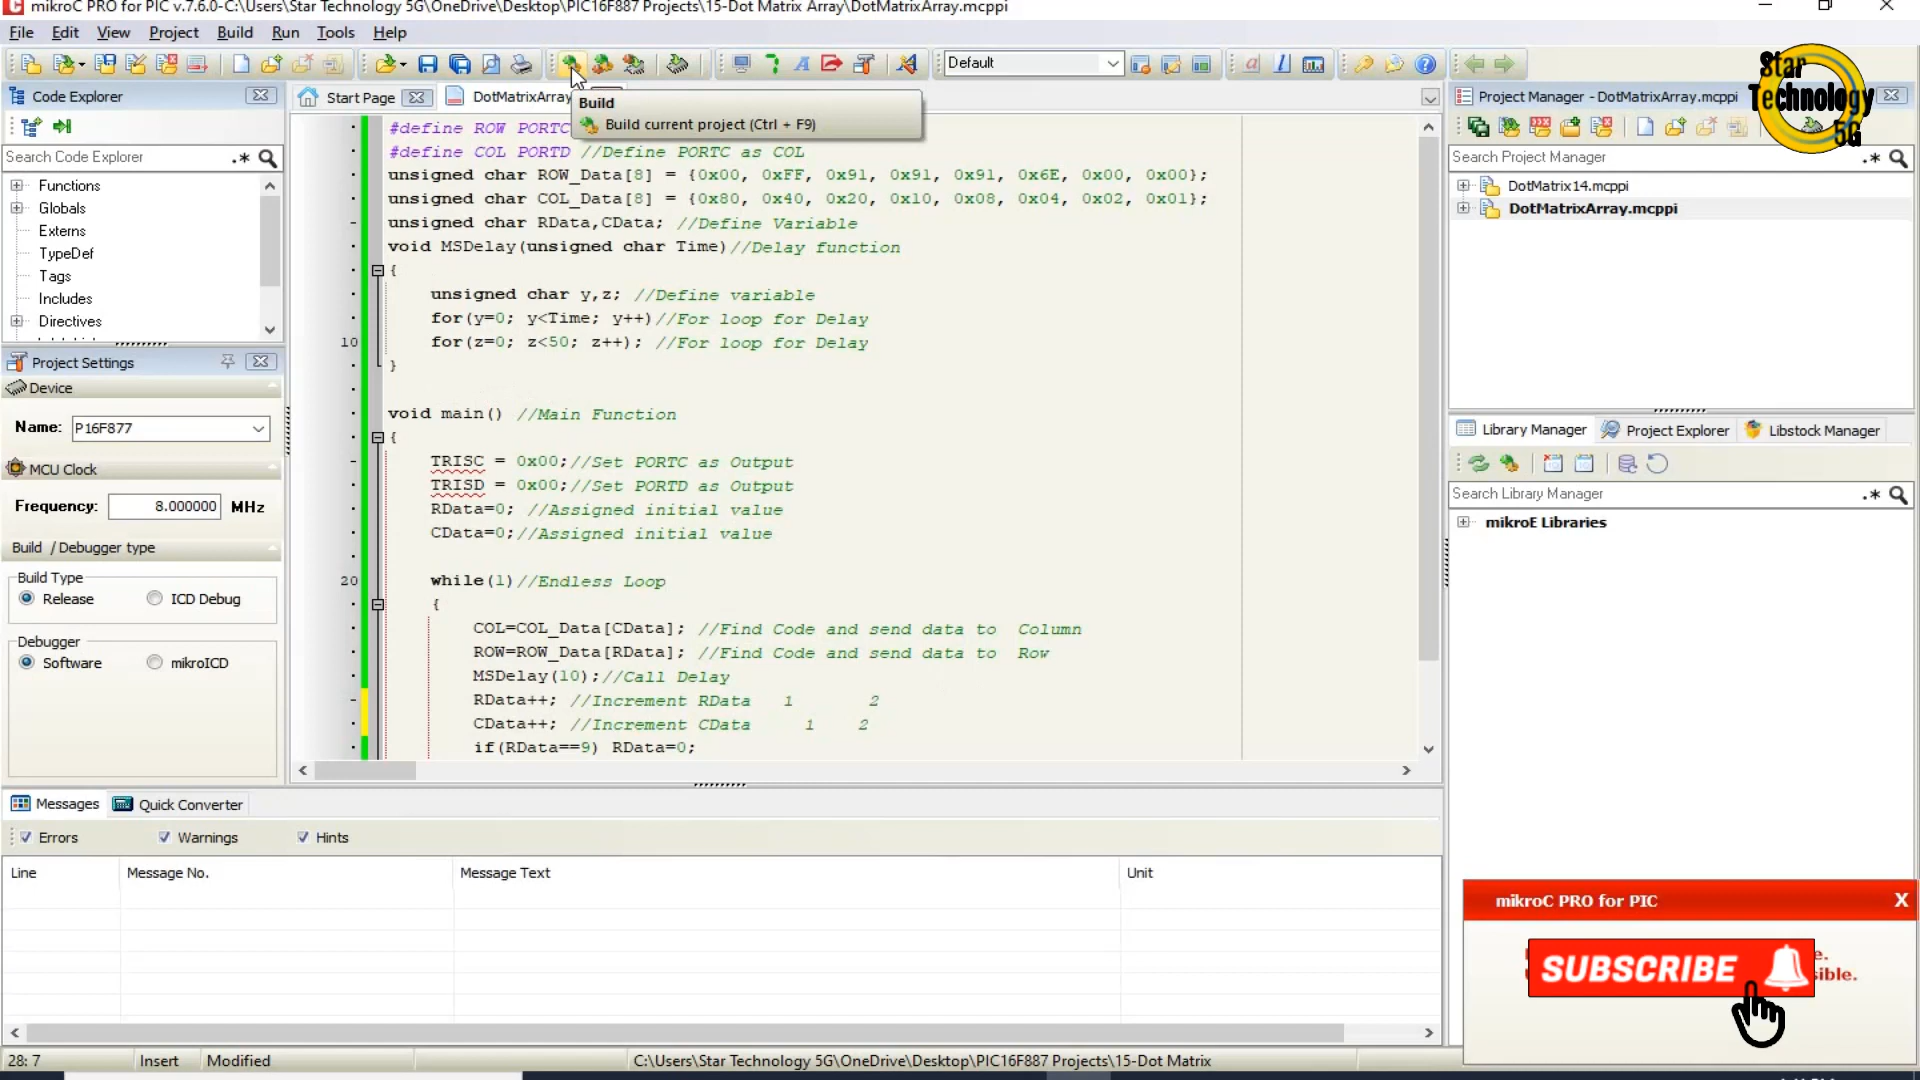 mikroC PRO for PIC v.7.6.0-C:\Users\Star Technology 5G\OneDrive\Desktop\PIC16F887 Projects\15-Dot Matrix Array\DotMatrixArray.mcppi
File Edit View Project Build Run Tools Help
Default
Star Technology 5G
Code Explorer
Start Page
DotMatrixArray
Build
Build current project (Ctrl + F9)
Project Manager - DotMatrixArray.mcppi
Search Code Explorer
Search Project Manager
Functions
Globals
Externs
TypeDef
Tags
Includes
Directives
DotMatrix14.mcppi
DotMatrixArray.mcppi
#define ROW PORTC
#define COL PORTD //Define PORTC as COL
unsigned char ROW_Data[8] = {0x00, 0xFF, 0x91, 0x91, 0x91, 0x6E, 0x00, 0x00};
unsigned char COL_Data[8] = {0x80, 0x40, 0x20, 0x10, 0x08, 0x04, 0x02, 0x01};
unsigned char RData,CData; //Define Variable
void MSDelay(unsigned char Time)//Delay function
{
unsigned char y,z; //Define variable
for(y=0; y<Time; y++)//For loop for Delay
10 for(z=0; z<50; z++); //For loop for Delay
}
void main() //Main Function
{
TRISC = 0x00;//Set PORTC as Output
TRISD = 0x00;//Set PORTD as Output
RData=0; //Assigned initial value
CData=0;//Assigned initial value
20 while(1)//Endless Loop
{
COL=COL_Data[CData]; //Find Code and send data to Column
ROW=ROW_Data[RData]; //Find Code and send data to Row
MSDelay(10);//Call Delay
RData++; //Increment RData 1 2
CData++; //Increment CData 1 2
if(RData==9) RData=0;
Project Settings
Device
Name: P16F877
MCU Clock
Frequency: 8.000000 MHz
Build / Debugger type
Build Type
Release ICD Debug
Debugger
Software mikroICD
Library Manager Project Explorer Libstock Manager
Search Library Manager
mikroE Libraries
Messages Quick Converter
Errors Warnings Hints
Line Message No. Message Text Unit
mikroC PRO for PIC X
SUBSCRIBE
28: 7 Insert Modified C:\Users\Star Technology 5G\OneDrive\Desktop\PIC16F887 Projects\15-Dot Matrix